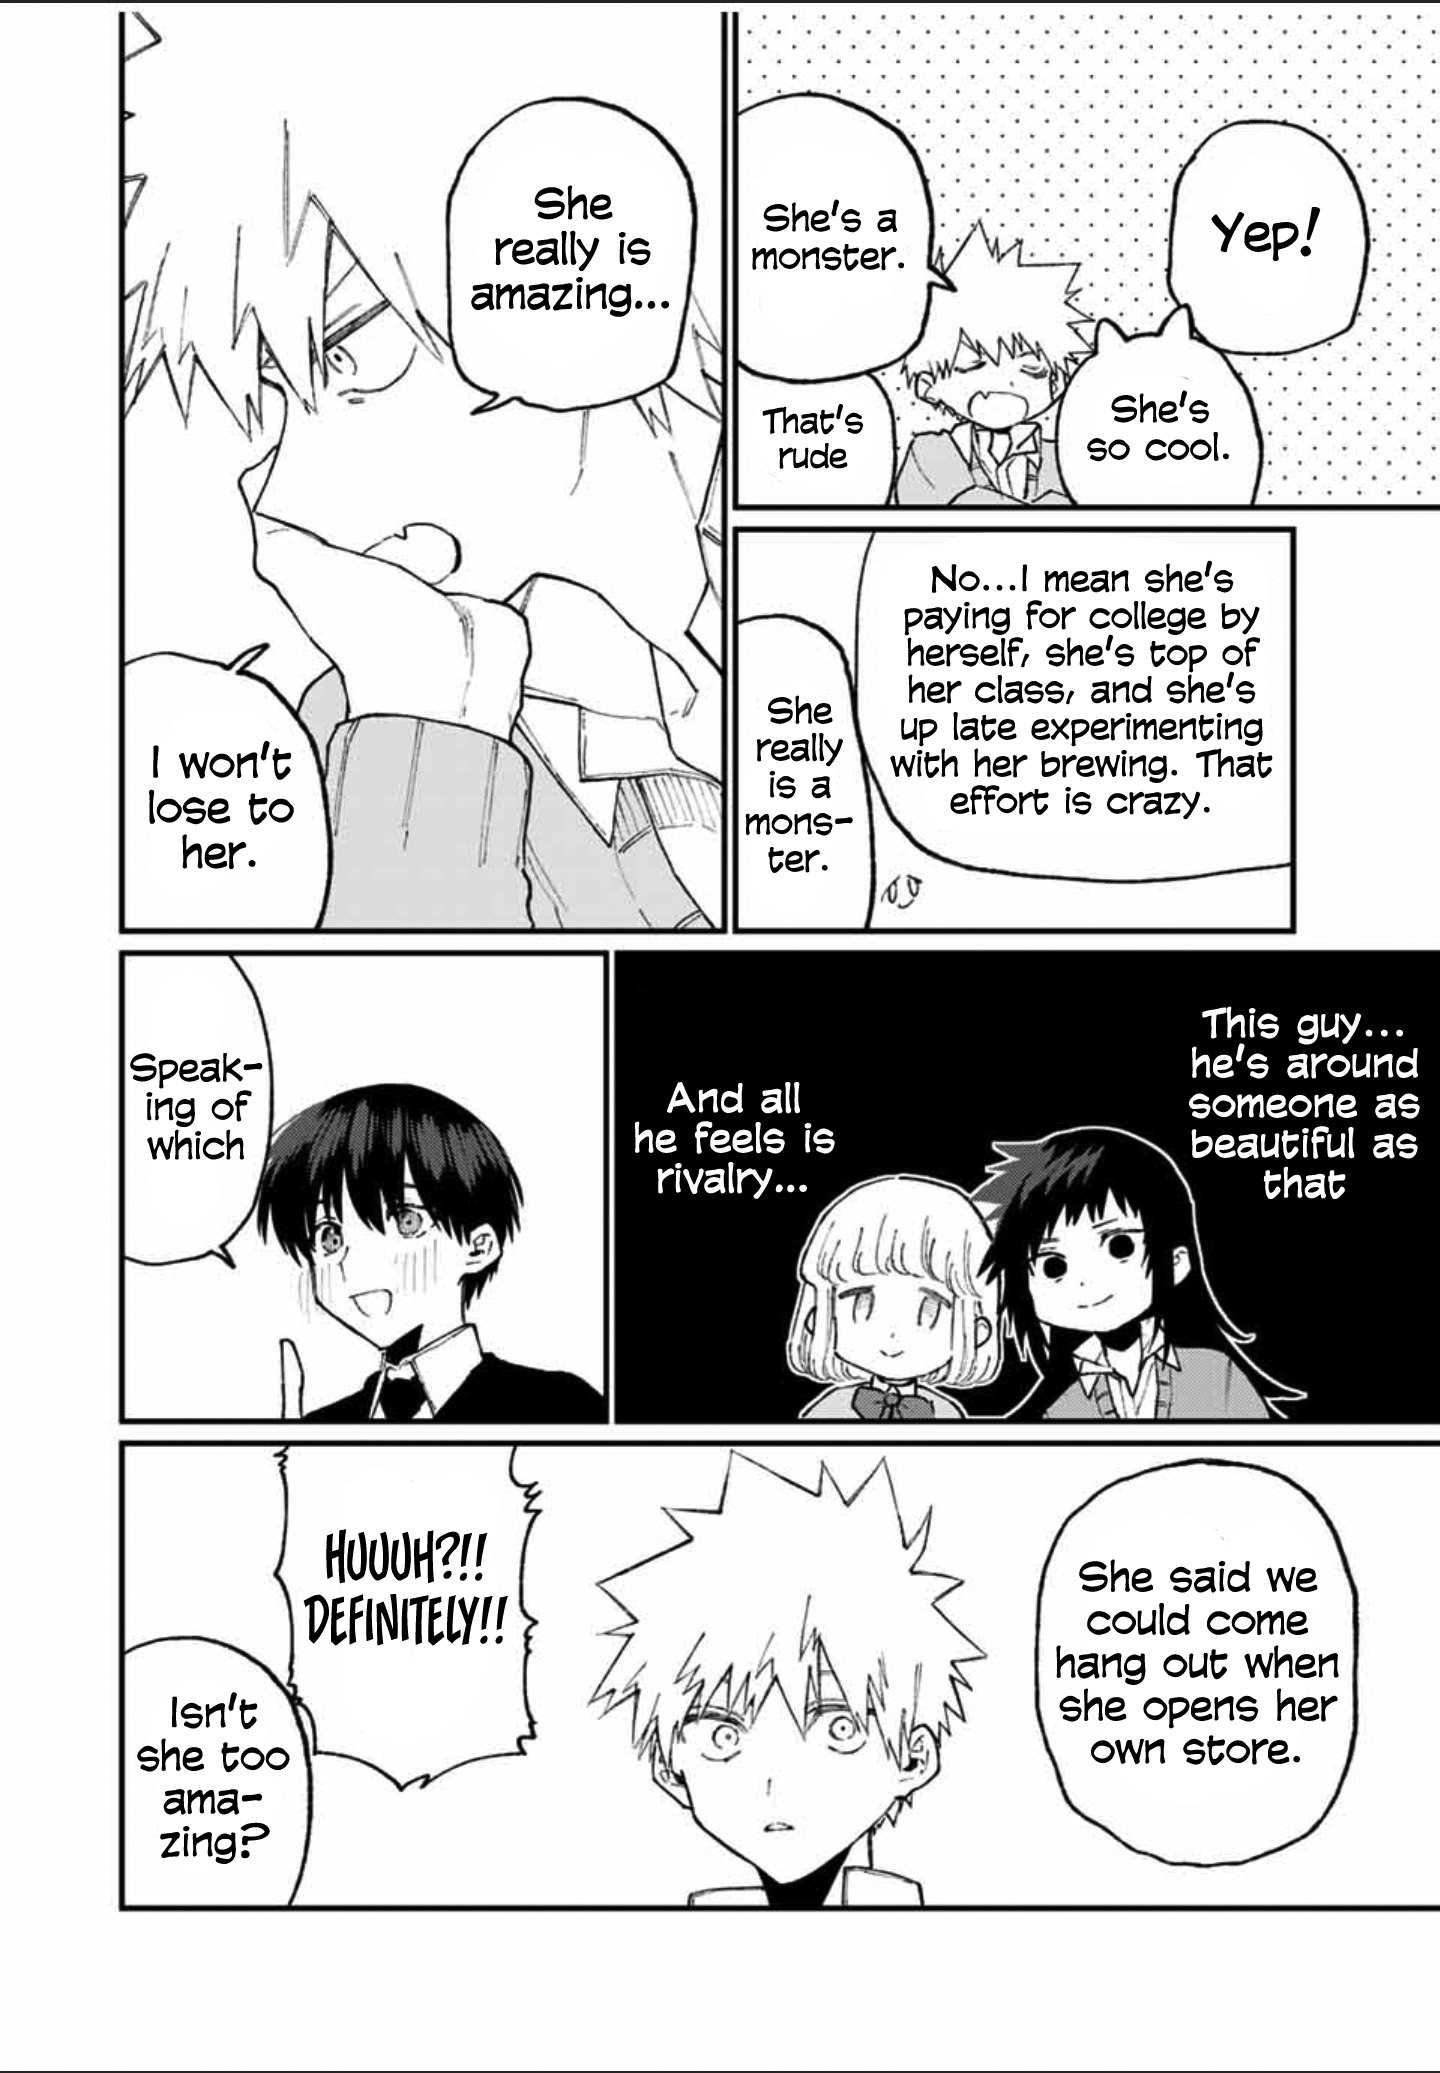 Yep!
She's
so cool.
She's a
monster.
That's
rude
No...I mean she's
paying for college by
herself, she's top of
her class, and she's
up late experimenting
with her brewing. That
effort is crazy.
She
really
is a
mons-
ter.
She
really is
amazing...
I won't
lose to
her.
This guy...
he's around
someone as
beautiful as
that
And all
he feels is
rivalry...
Speak-
ing of
which
She said we
could come
hang out when
she opens her
own store.
HUUUH?!!
DEFINITELY!!
Isn't
she too
ama-
zing?